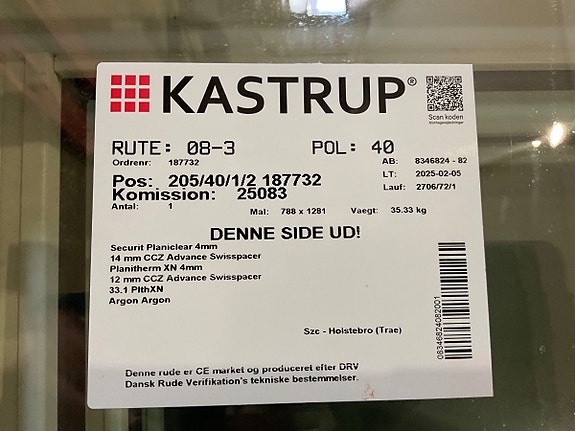 KASTRUP®
Scan koden
RUTE: 08-3 POL: 40
Ordrenr: 187732
AB: 8346824 - 82
LT: 2025-02-05
Lauf: 2706/72/1
Pos: 205/40/1/2 187732
Komission: 25083
Antal: 1
Mål: 788 x 1281 Vaegt: 35.33 kg
DENNE SIDE UD!
Securit Planiclear 4mm
14 mm CCZ Advance Swisspacer
Planitherm XN 4mm
12 mm CCZ Advance Swisspacer
33.1 PlthXN
Argon Argon
08346824082001
Szc - Holstebro (Trae)
Denne rude er CE market og produceret efter DRV
Dansk Rude Verifikation's tekniske bestemmelser.